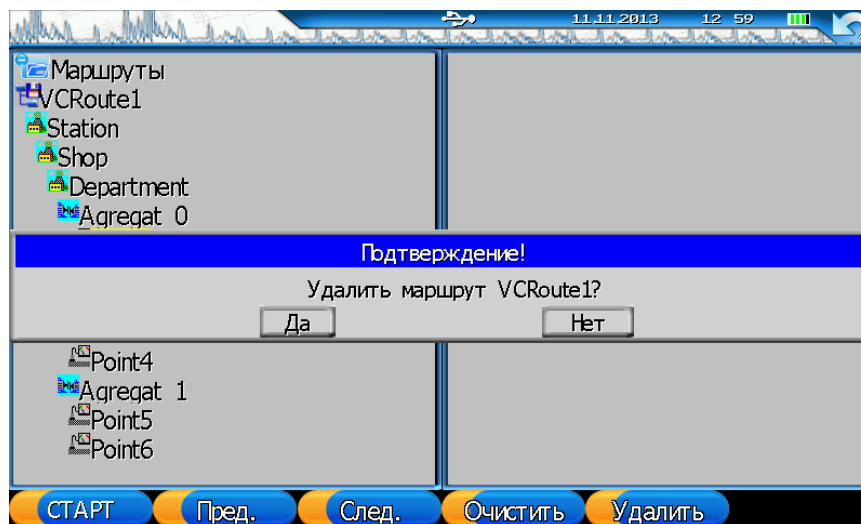 11.11.2013 12 59
Маршруты
VCRoute1
Station
Shop
Department
Agregat 0
Подтверждение!
Удалить маршрут VCRoute1?
Да Нет
Point4
Agregat 1
Point5
Point6
СТАРТ Пред. След. Очистить Удалить